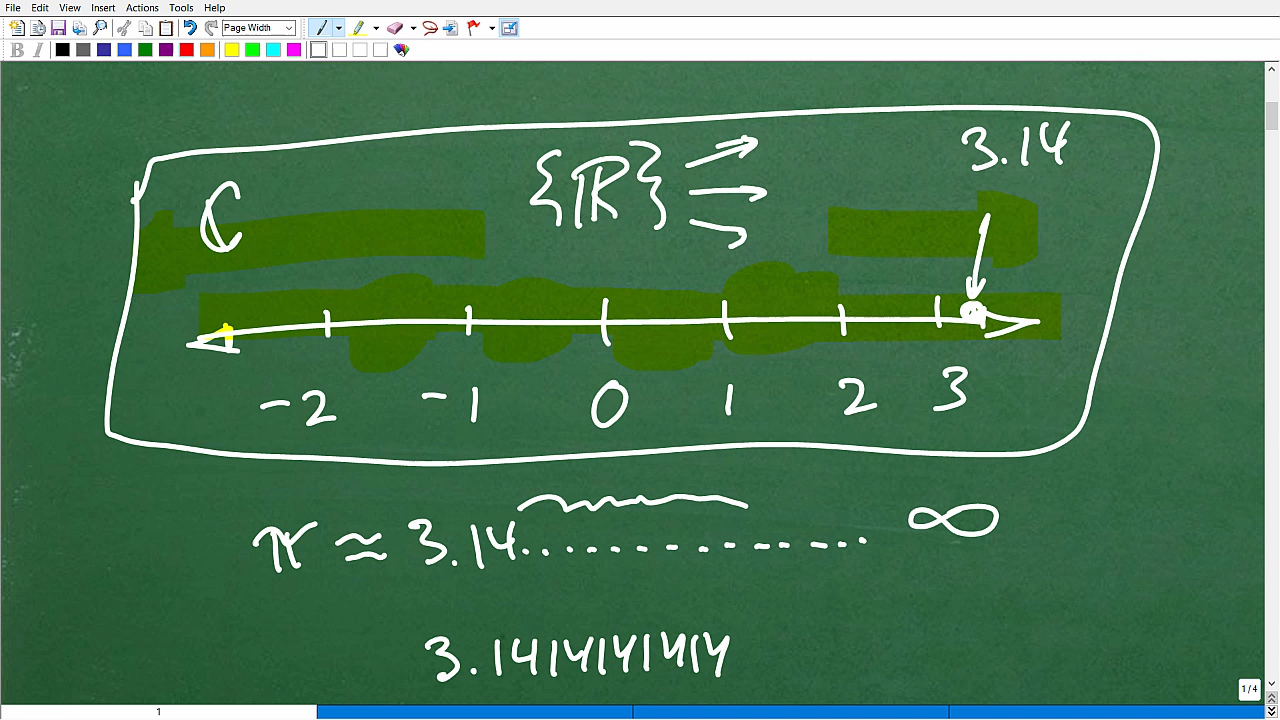 File Edit View Insert Actions Tools Help
Page Width
B I
3.14
ℂ {ℝ}
-2 -1 0 1 2 3
π ≈ 3.14............... ∞
3.1414141414
1/4
1